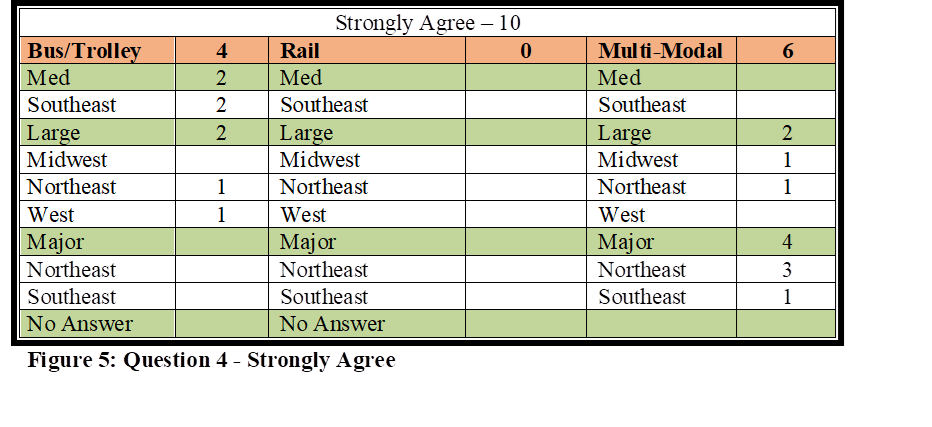 Strongly Agree – 10
Bus/Trolley 4 Rail 0 Multi-Modal 6
Med 2 Med Med
Southeast 2 Southeast Southeast
Large 2 Large Large 2
Midwest Midwest Midwest 1
Northeast 1 Northeast Northeast 1
West 1 West West
Major Major Major 4
Northeast Northeast Northeast 3
Southeast Southeast Southeast 1
No Answer No Answer
Figure 5: Question 4 - Strongly Agree